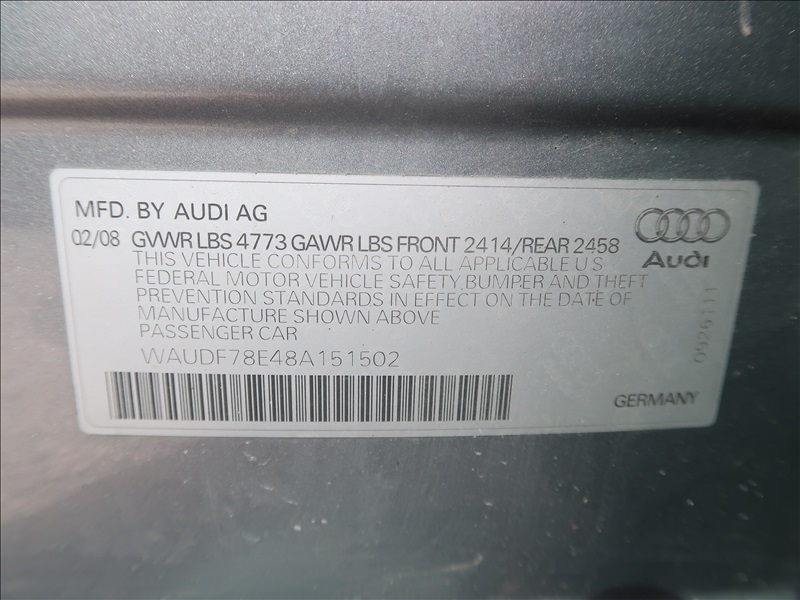 MFD. BY AUDI AG
02/08 GVWR LBS 4773 GAWR LBS FRONT 2414/REAR 2458
THIS VEHICLE CONFORMS TO ALL APPLICABLE U S
FEDERAL MOTOR VEHICLE SAFETY, BUMPER AND THEFT
PREVENTION STANDARDS IN EFFECT ON THE DATE OF
MANUFACTURE SHOWN ABOVE
PASSENGER CAR
WAUDF78E48A151502
GERMANY
Audi